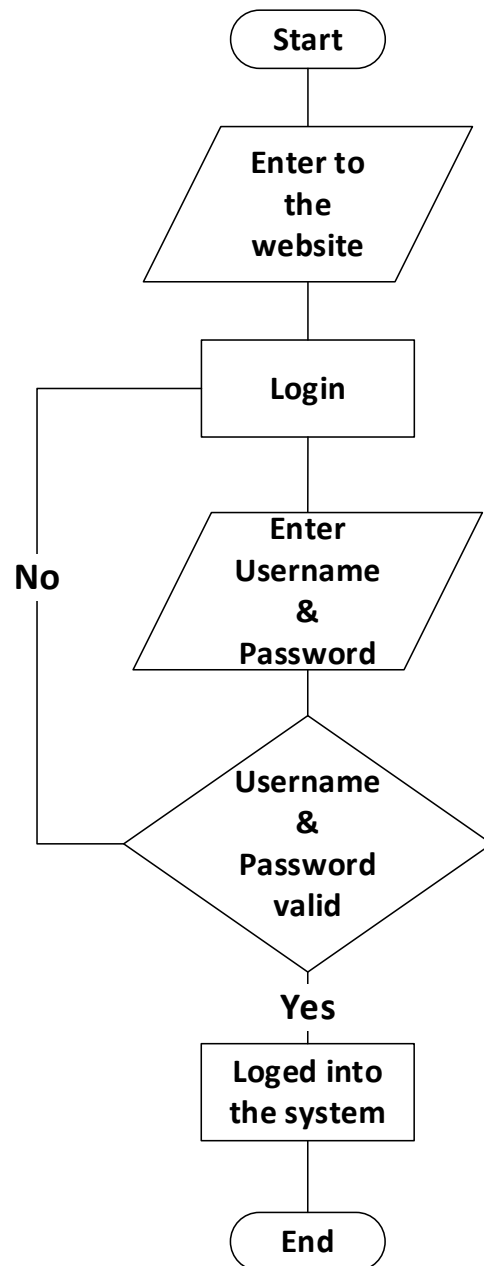 Start
Enter to
the
website
Login
Enter
Username
&
Password
No
Username
&
Password
valid
Yes
Loged into
the system
End